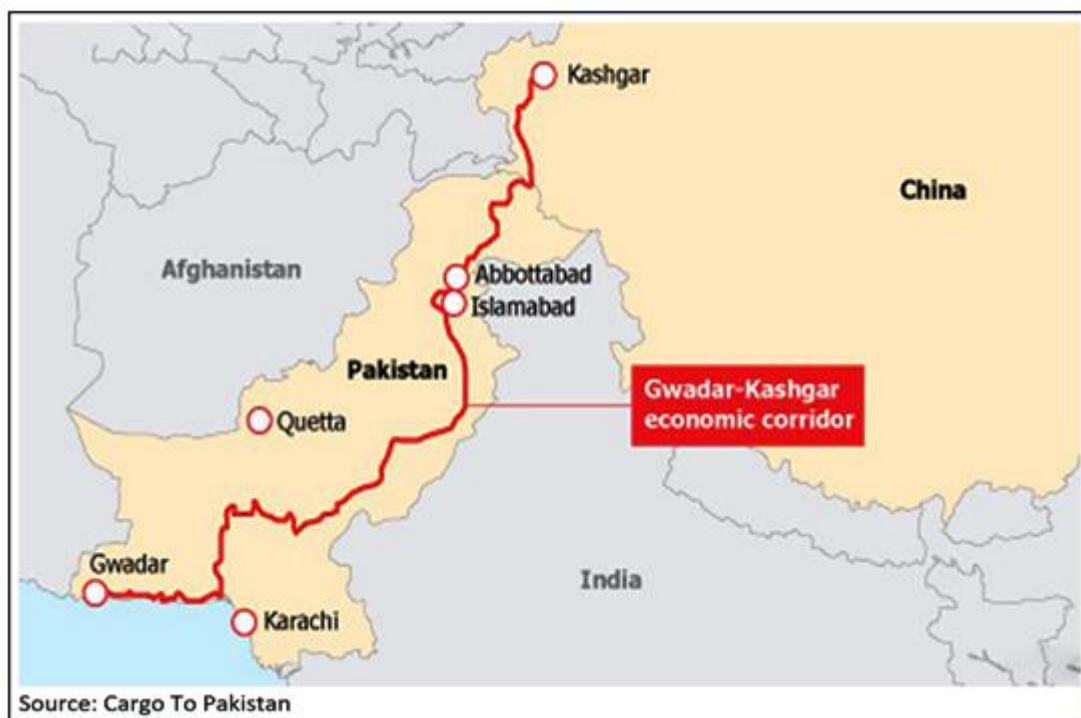 Kashgar
China
Afghanistan
Abbottabad
Islamabad
Pakistan
Gwadar-Kashgar
economic corridor
Quetta
Gwadar
India
Karachi
Source: Cargo To Pakistan